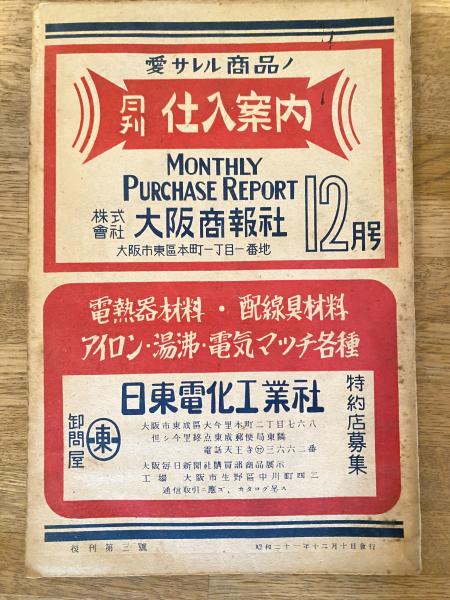 愛サレル商品ノ
月刊 仕入案内
MONTHLY
PURCHASE REPORT
12月号
株式會社 大阪商報社
大阪市東區本町一丁目一番地
電熱器材料・配線具材料
アイロン・湯沸・電気マッチ各種
日東電化工業社
特約店募集
卸問屋
東
大阪市東成區大今里本町二丁目七六八
市電今里終点東成郵便局東隣
電話天王寺(77)三六六二番
大阪毎日新聞社購買諸商品展示
工場 大阪市生野區中川町四ノ二
通信取引ニ應ズ、カタログ呈ス
復刊第三號
昭和二十一年十二月十日發行